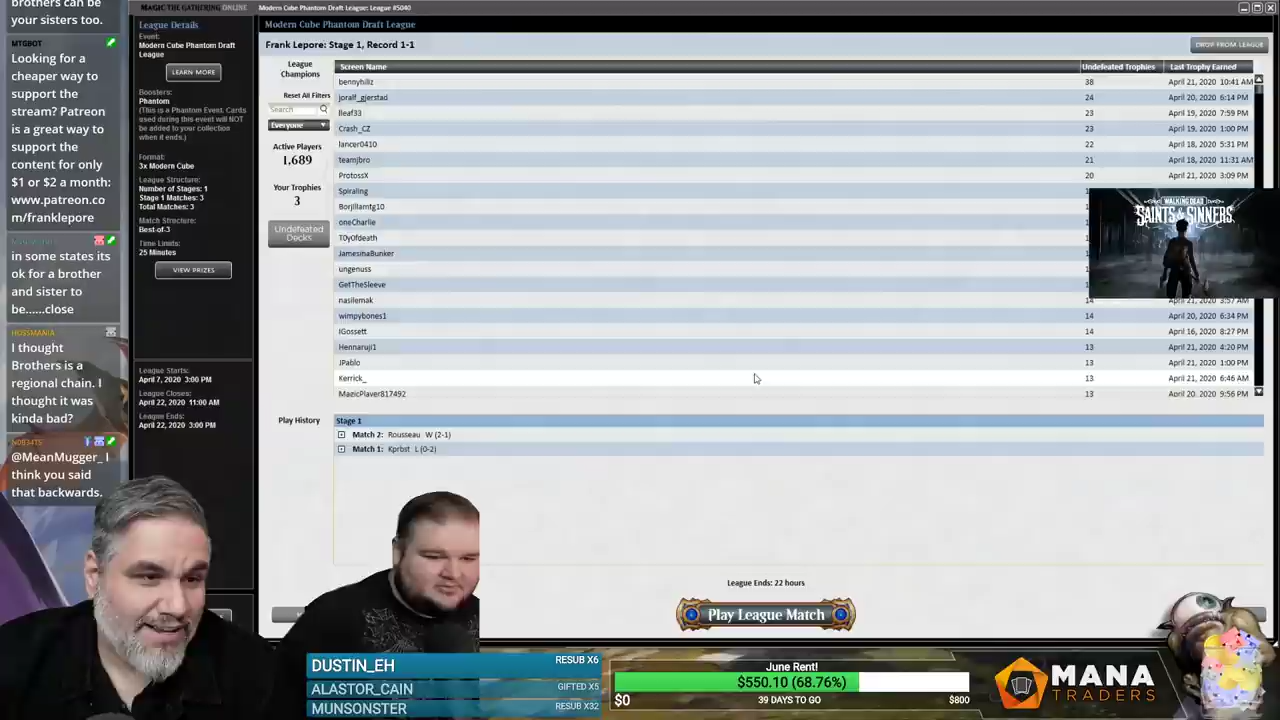 brothers can be
your sisters too.
MTGBOT
Looking for a
cheaper way to
support the
stream? Patreon
is a great way to
support the
content for only
$1 or $2 a month:
www.patreon.co
m/franklepore
in some states its
ok for a brother
and sister to
be......close
HOSSMANIA
I thought
Brothers is a
regional chain. I
thought it was
kinda bad?
N0B34TS
@MeanMugger_ I
think you said
that backwards.
MAGIC THE GATHERING ONLINE
Modern Cube Phantom Draft League: League #5040
League Details
Event:
Modern Cube Phantom Draft
League
LEARN MORE
Boosters:
Phantom
(This is a Phantom Event. Cards
used during this event will NOT
be added to your collection
when it ends.)
Format:
3x Modern Cube
League Structure:
Number of Stages: 1
Stage 1 Matches: 3
Total Matches: 3
Match Structure:
Best-of-3
Time Limits:
25 Minutes
VIEW PRIZES
League Starts:
April 7, 2020 3:00 PM
League Closes:
April 22, 2020 11:00 AM
League Ends:
April 22, 2020 3:00 PM
Modern Cube Phantom Draft League
Frank Lepore: Stage 1, Record 1-1
DROP FROM LEAGUE
League
Champions
Reset All Filters
Search
Everyone
Active Players
1,689
Your Trophies
3
Undefeated
Decks
Screen Name Undefeated Trophies Last Trophy Earned
bennyhillz 38 April 21, 2020 10:41 AM
joralf_gjerstad 24 April 20, 2020 6:14 PM
lleaf33 23 April 19, 2020 7:59 PM
Crash_CZ 23 April 19, 2020 1:00 PM
lancer0410 22 April 18, 2020 5:31 PM
teamjbro 21 April 18, 2020 11:31 AM
ProtossX 20 April 21, 2020 3:09 PM
Spiraling
Borjillamtg10
oneCharlie
T0y0fdeath
JamesinaBunker
ungenuss
GetTheSleeve
nasilemak 14 April 21, 2020 3:57 AM
wimpybones1 14 April 20, 2020 6:34 PM
IGossett 14 April 16, 2020 8:27 PM
Hennaruji1 13 April 21, 2020 4:20 PM
JPablo 13 April 21, 2020 1:00 PM
Kerrick_ 13 April 21, 2020 6:46 AM
MagicPlayer817492 13 April 20, 2020 9:56 PM
THE WALKING DEAD
SAINTS & SINNERS
Play History
Stage 1
Match 2: Rousseau W (2-1)
Match 1: Kprbst L (0-2)
League Ends: 22 hours
Play League Match
DUSTIN_EH RESUB X6
ALASTOR_CAIN GIFTED X5
MUNSONSTER RESUB X32
June Rent!
$550.10 (68.76%)
$0 39 DAYS TO GO $800
MANA
TRADERS